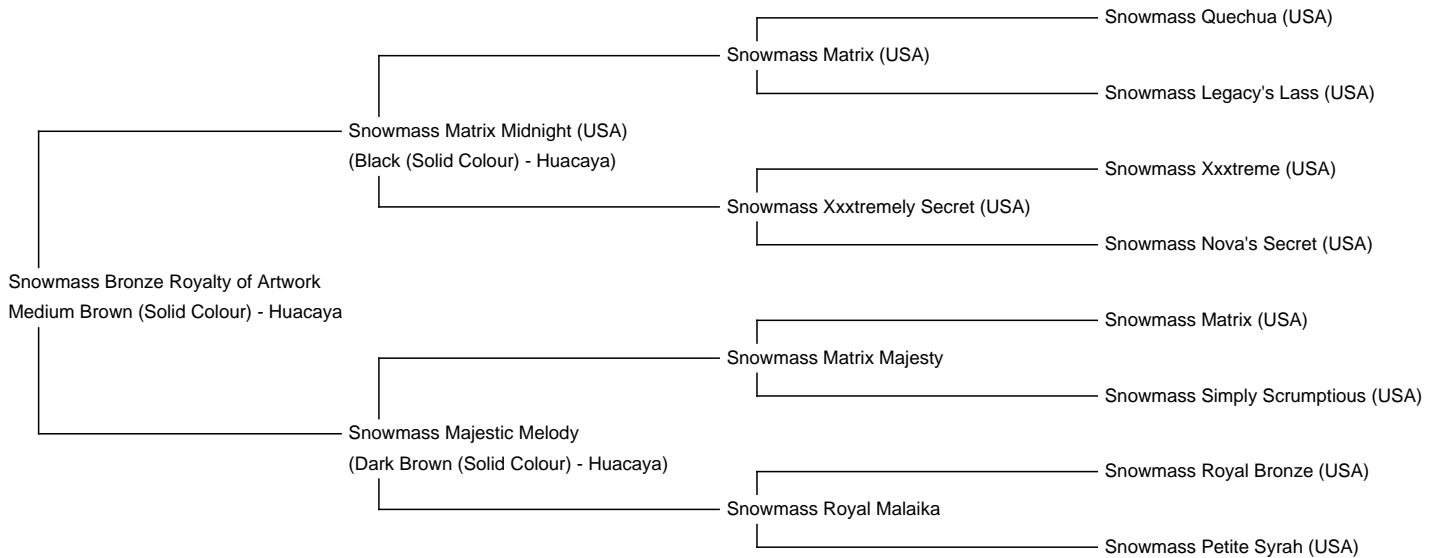 Snowmass Quechua (USA)
Snowmass Matrix (USA)
Snowmass Legacy's Lass (USA)
Snowmass Matrix Midnight (USA)
(Black (Solid Colour) - Huacaya)
Snowmass Xxxtreme (USA)
Snowmass Xxxtremely Secret (USA)
Snowmass Nova's Secret (USA)
Snowmass Bronze Royalty of Artwork
Medium Brown (Solid Colour) - Huacaya
Snowmass Matrix (USA)
Snowmass Matrix Majesty
Snowmass Simply Scrumptious (USA)
Snowmass Majestic Melody
(Dark Brown (Solid Colour) - Huacaya)
Snowmass Royal Bronze (USA)
Snowmass Royal Malaika
Snowmass Petite Syrah (USA)